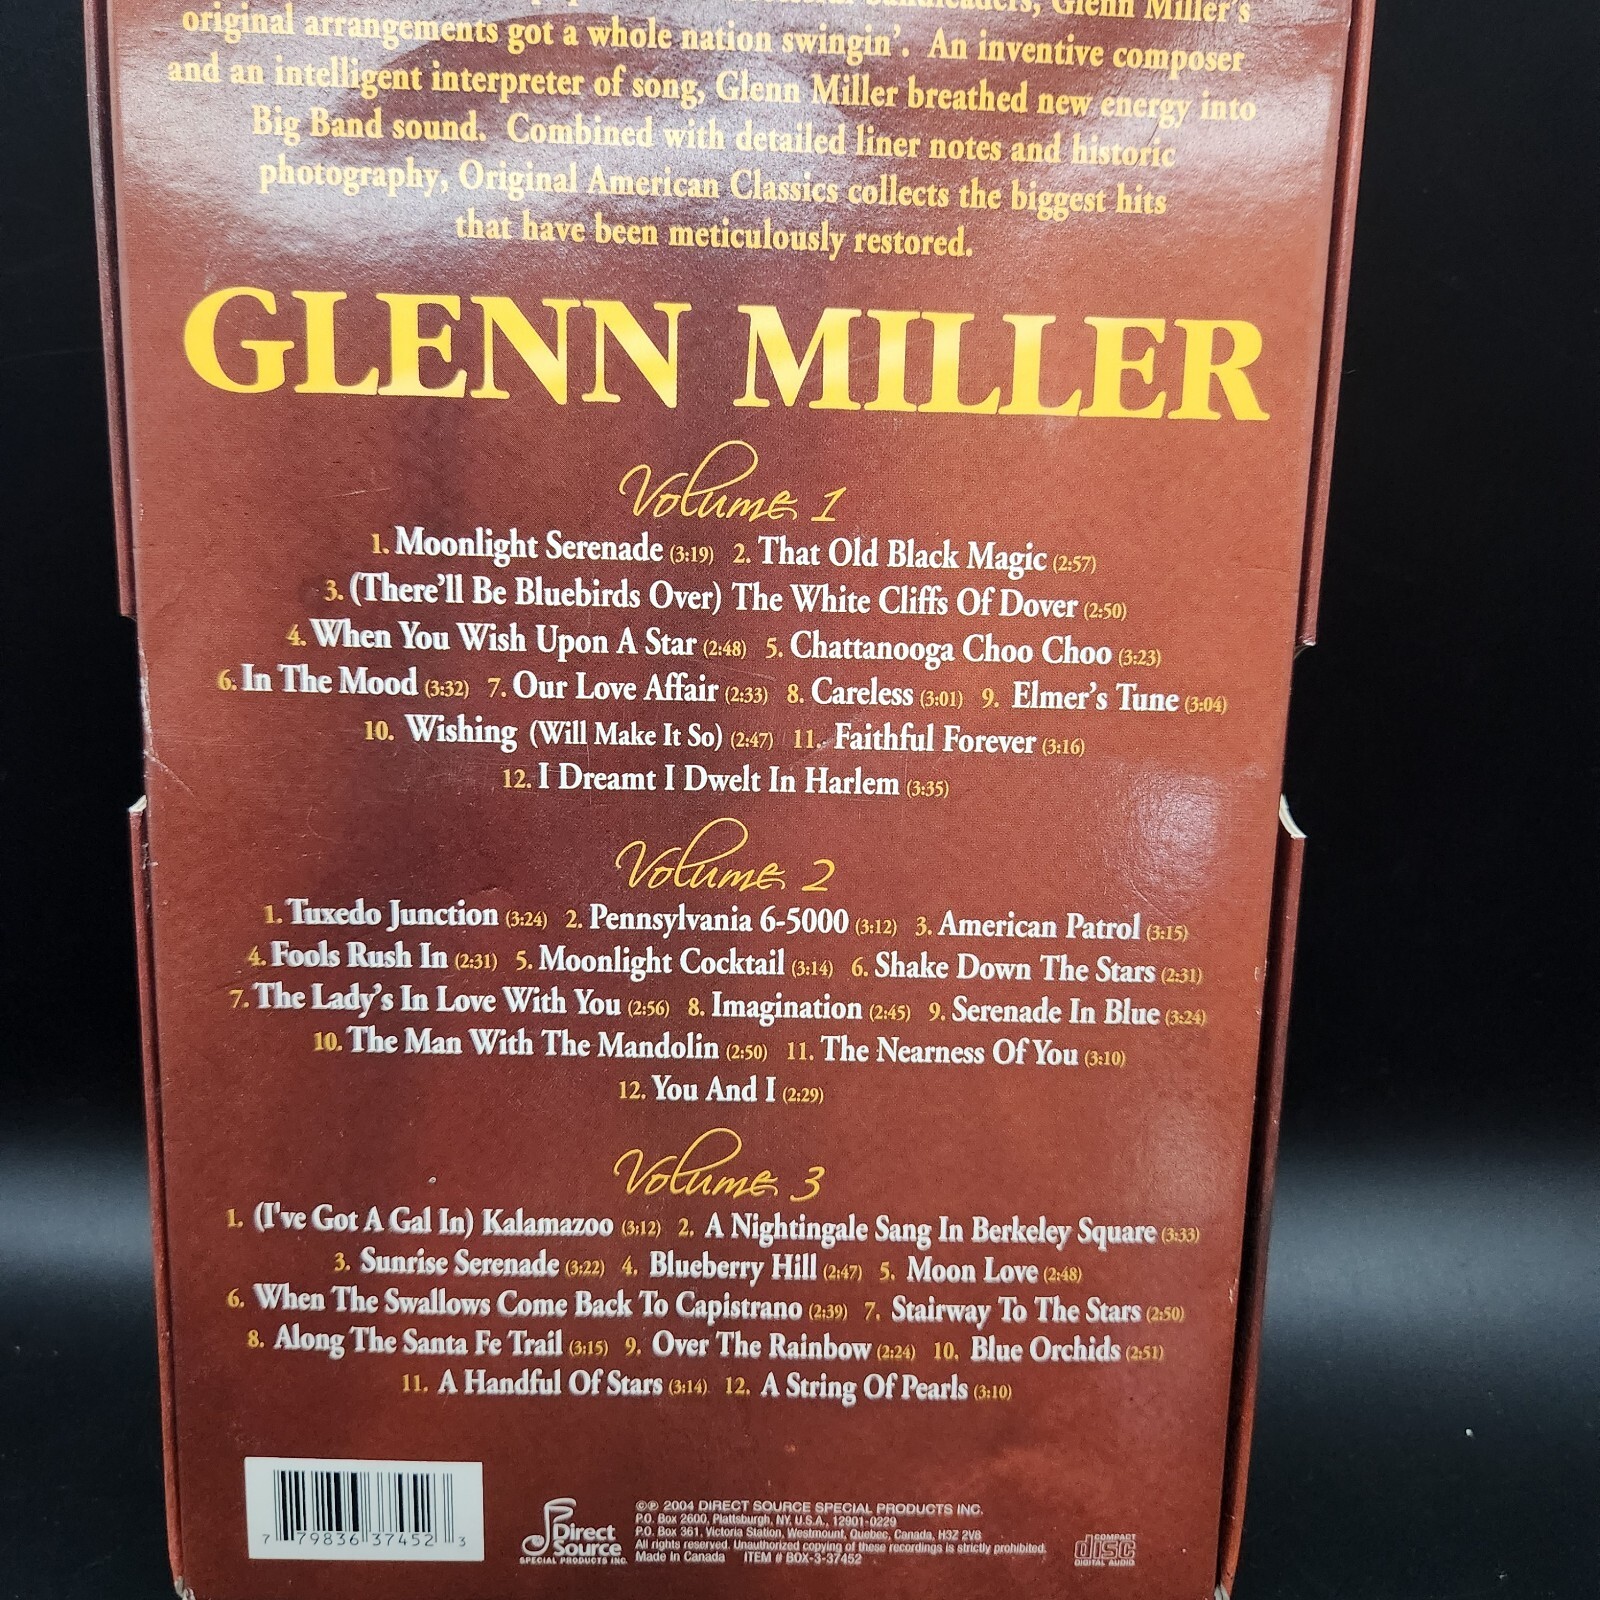 bandleaders, Glenn Miller's
original arrangements got a whole nation swingin'. An inventive composer
and an intelligent interpreter of song, Glenn Miller breathed new energy into
Big Band sound. Combined with detailed liner notes and historic
photography, Original American Classics collects the biggest hits
that have been meticulously restored.
GLENN MILLER
Volume 1
1. Moonlight Serenade (3:19) 2. That Old Black Magic (2:57)
3. (There'll Be Bluebirds Over) The White Cliffs Of Dover (2:50)
4. When You Wish Upon A Star (2:48) 5. Chattanooga Choo Choo (3:23)
6. In The Mood (3:32) 7. Our Love Affair (2:33) 8. Careless (3:01) 9. Elmer's Tune (3:04)
10. Wishing (Will Make It So) (2:47) 11. Faithful Forever (3:16)
12. I Dreamt I Dwelt In Harlem (3:35)
Volume 2
1. Tuxedo Junction (3:24) 2. Pennsylvania 6-5000 (3:12) 3. American Patrol (3:15)
4. Fools Rush In (2:31) 5. Moonlight Cocktail (3:14) 6. Shake Down The Stars (2:31)
7. The Lady's In Love With You (2:56) 8. Imagination (2:45) 9. Serenade In Blue (3:24)
10. The Man With The Mandolin (2:50) 11. The Nearness Of You (3:10)
12. You And I (2:29)
Volume 3
1. (I've Got A Gal In) Kalamazoo (3:12) 2. A Nightingale Sang In Berkeley Square (3:33)
3. Sunrise Serenade (3:22) 4. Blueberry Hill (2:47) 5. Moon Love (2:48)
6. When The Swallows Come Back To Capistrano (2:39) 7. Stairway To The Stars (2:50)
8. Along The Santa Fe Trail (3:15) 9. Over The Rainbow (2:24) 10. Blue Orchids (2:51)
11. A Handful Of Stars (3:14) 12. A String Of Pearls (3:10)
7 79836 37452 3
Direct
Source
SPECIAL PRODUCTS INC.
©℗ 2004 DIRECT SOURCE SPECIAL PRODUCTS INC.
P.O. Box 2600, Plattsburgh, NY. U.S.A., 12901-0229
P.O. Box 361, Victoria Station, Westmount, Quebec, Canada, H3Z 2V8
All rights reserved. Unauthorized copying of these recordings is strictly prohibited.
Made in Canada ITEM # BOX-3-37452
COMPACT
disc
DIGITAL AUDIO